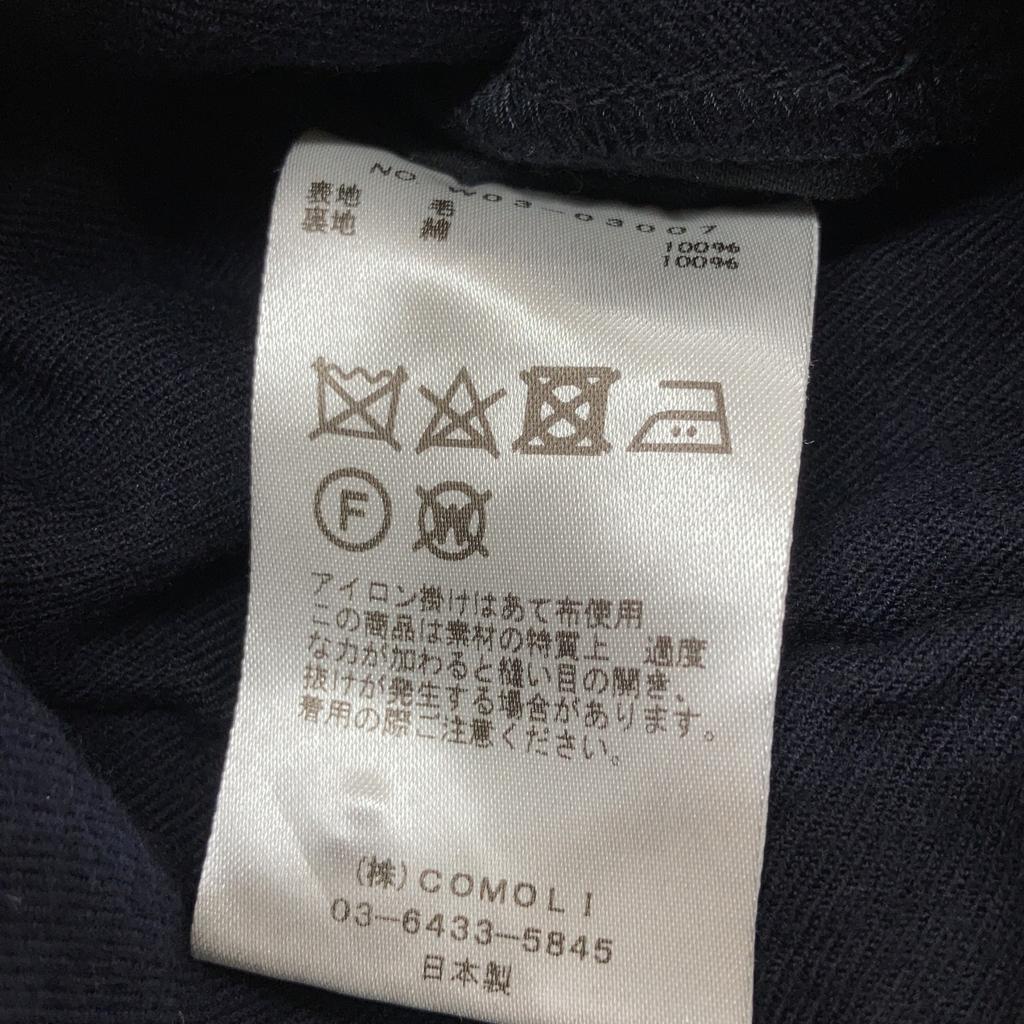 NO W03-03007
表地 毛 100%
裏地 綿 100%
F
W
アイロン掛けはあて布使用
この商品は素材の特質上 過度
な力が加わると縫い目の開き、
抜けが発生する場合があります。
着用の際ご注意ください。
(株)COMOLI
03-6433-5845
日本製